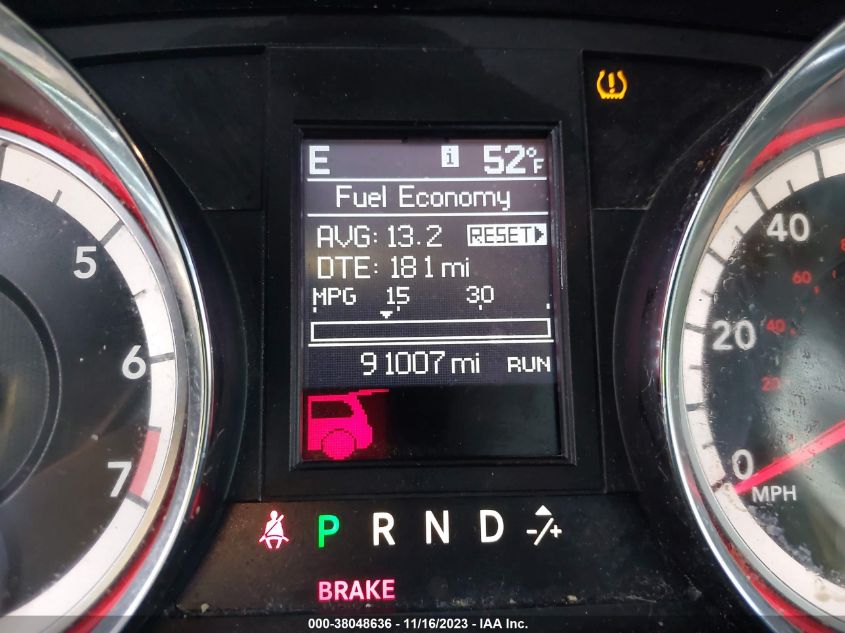 E i 52°F
Fuel Economy
AVG: 13.2 RESET
DTE: 181 mi
MPG 15 30
91007 mi RUN
5
6
7
40
20
0
MPH
60
40
20
P R N D -/+
BRAKE
000-38048636 - 11/16/2023 - IAA Inc.